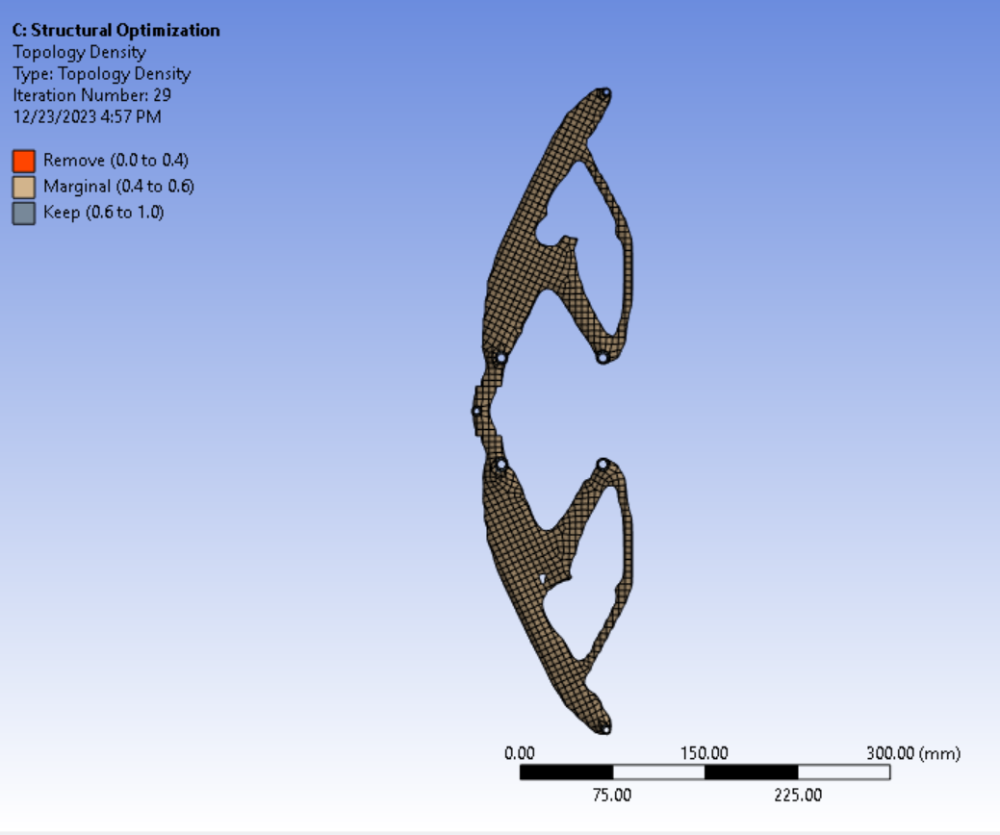 C: Structural Optimization
Topology Density
Type: Topology Density
Iteration Number: 29
12/23/2023 4:57 PM
Remove (0.0 to 0.4)
Marginal (0.4 to 0.6)
Keep (0.6 to 1.0)
0.00 150.00 300.00 (mm)
75.00 225.00